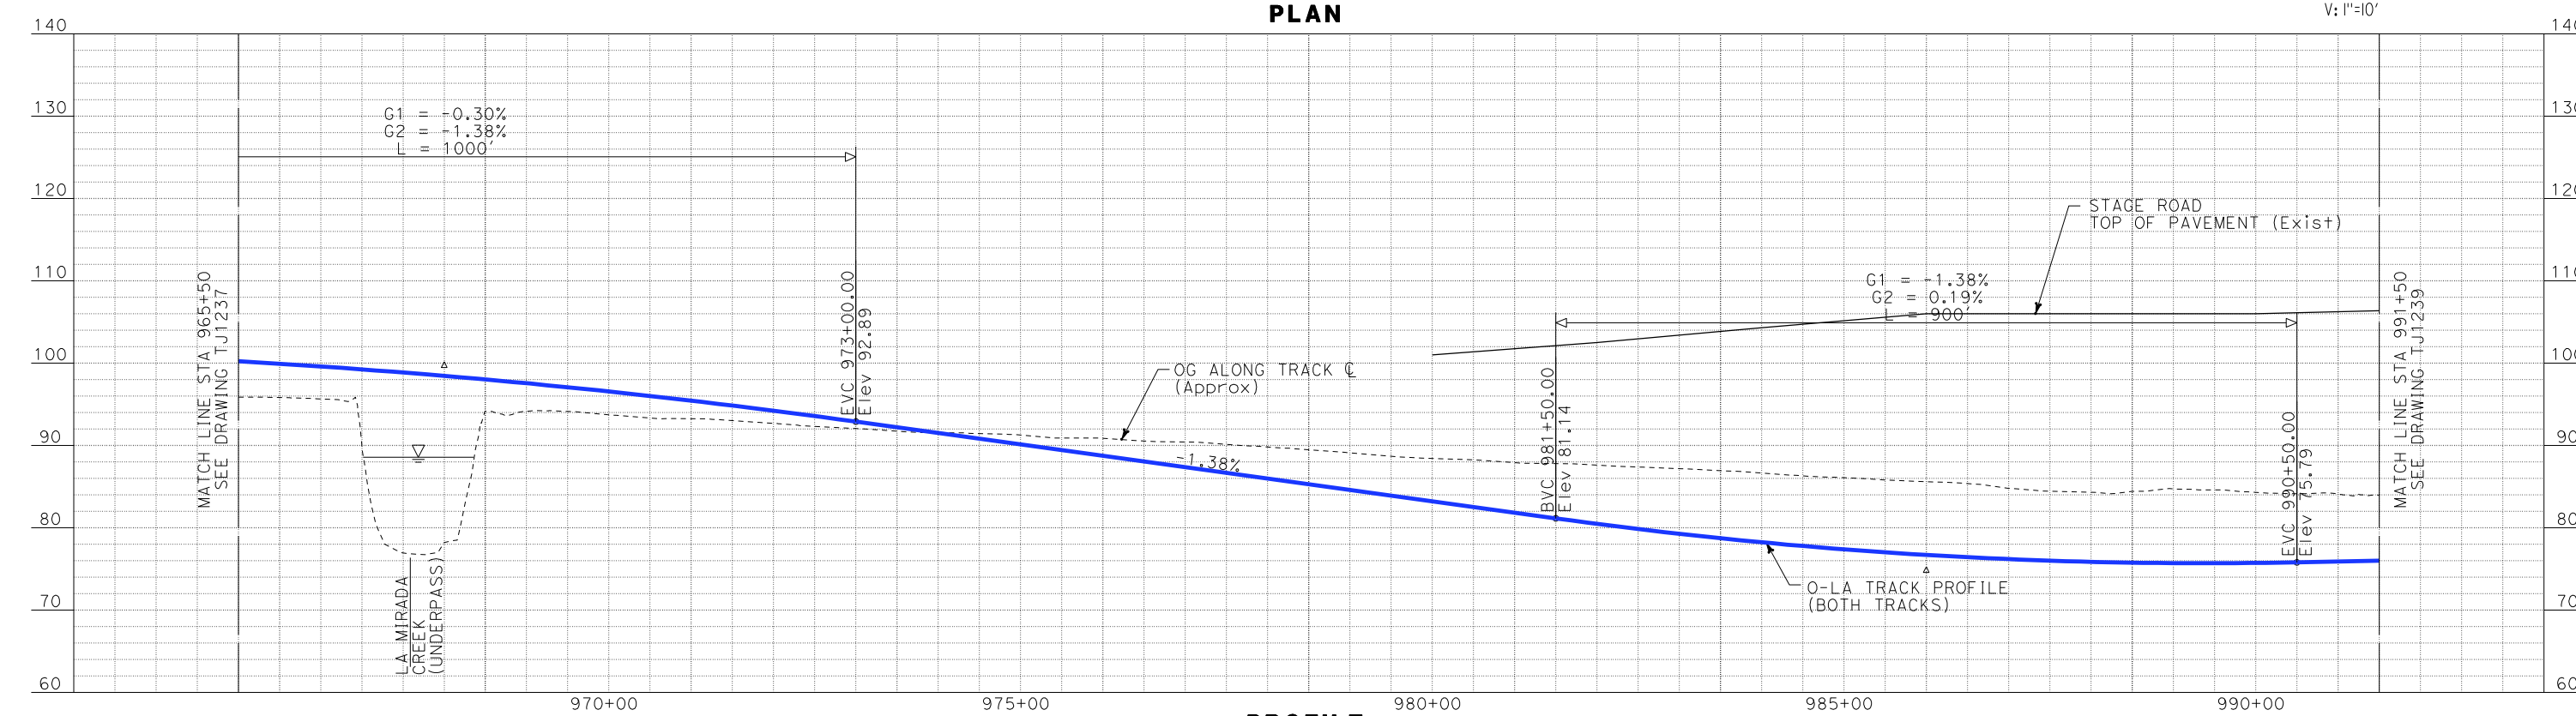 PLAN
V: 1"=10'
140
130
120
110
100
90
80
70
60
G1 = -0.30%
G2 = -1.38%
L = 1000'
MATCH LINE STA 965+50
SEE DRAWING TJ1237
LA MIRADA
CREEK
(UNDERPASS)
EVC 973+00.00
Elev 92.89
OG ALONG TRACK ℄
(Approx)
-1.38%
BVC 981+50.00
Elev 81.14
G1 = -1.38%
G2 = 0.19%
L = 900'
STAGE ROAD
TOP OF PAVEMENT (Exist)
O-LA TRACK PROFILE
(BOTH TRACKS)
EVC 990+50.00
Elev 75.79
MATCH LINE STA 991+50
SEE DRAWING TJ1239
970+00
975+00
980+00
985+00
990+00
PROFILE